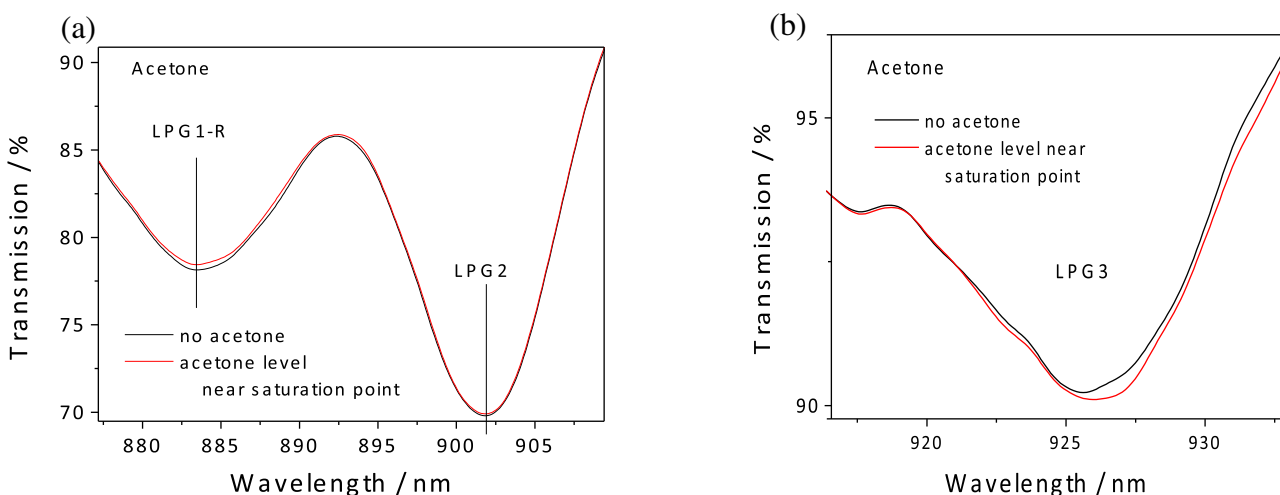 (a)
Acetone
LPG1-R
LPG2
no acetone
acetone level
near saturation point
90
85
80
75
70
880 885 890 895 900 905
Transmission / %
Wavelength / nm
(b)
Acetone
no acetone
acetone level near
saturation point
LPG3
95
90
920 925 930
Transmission / %
Wavelength / nm